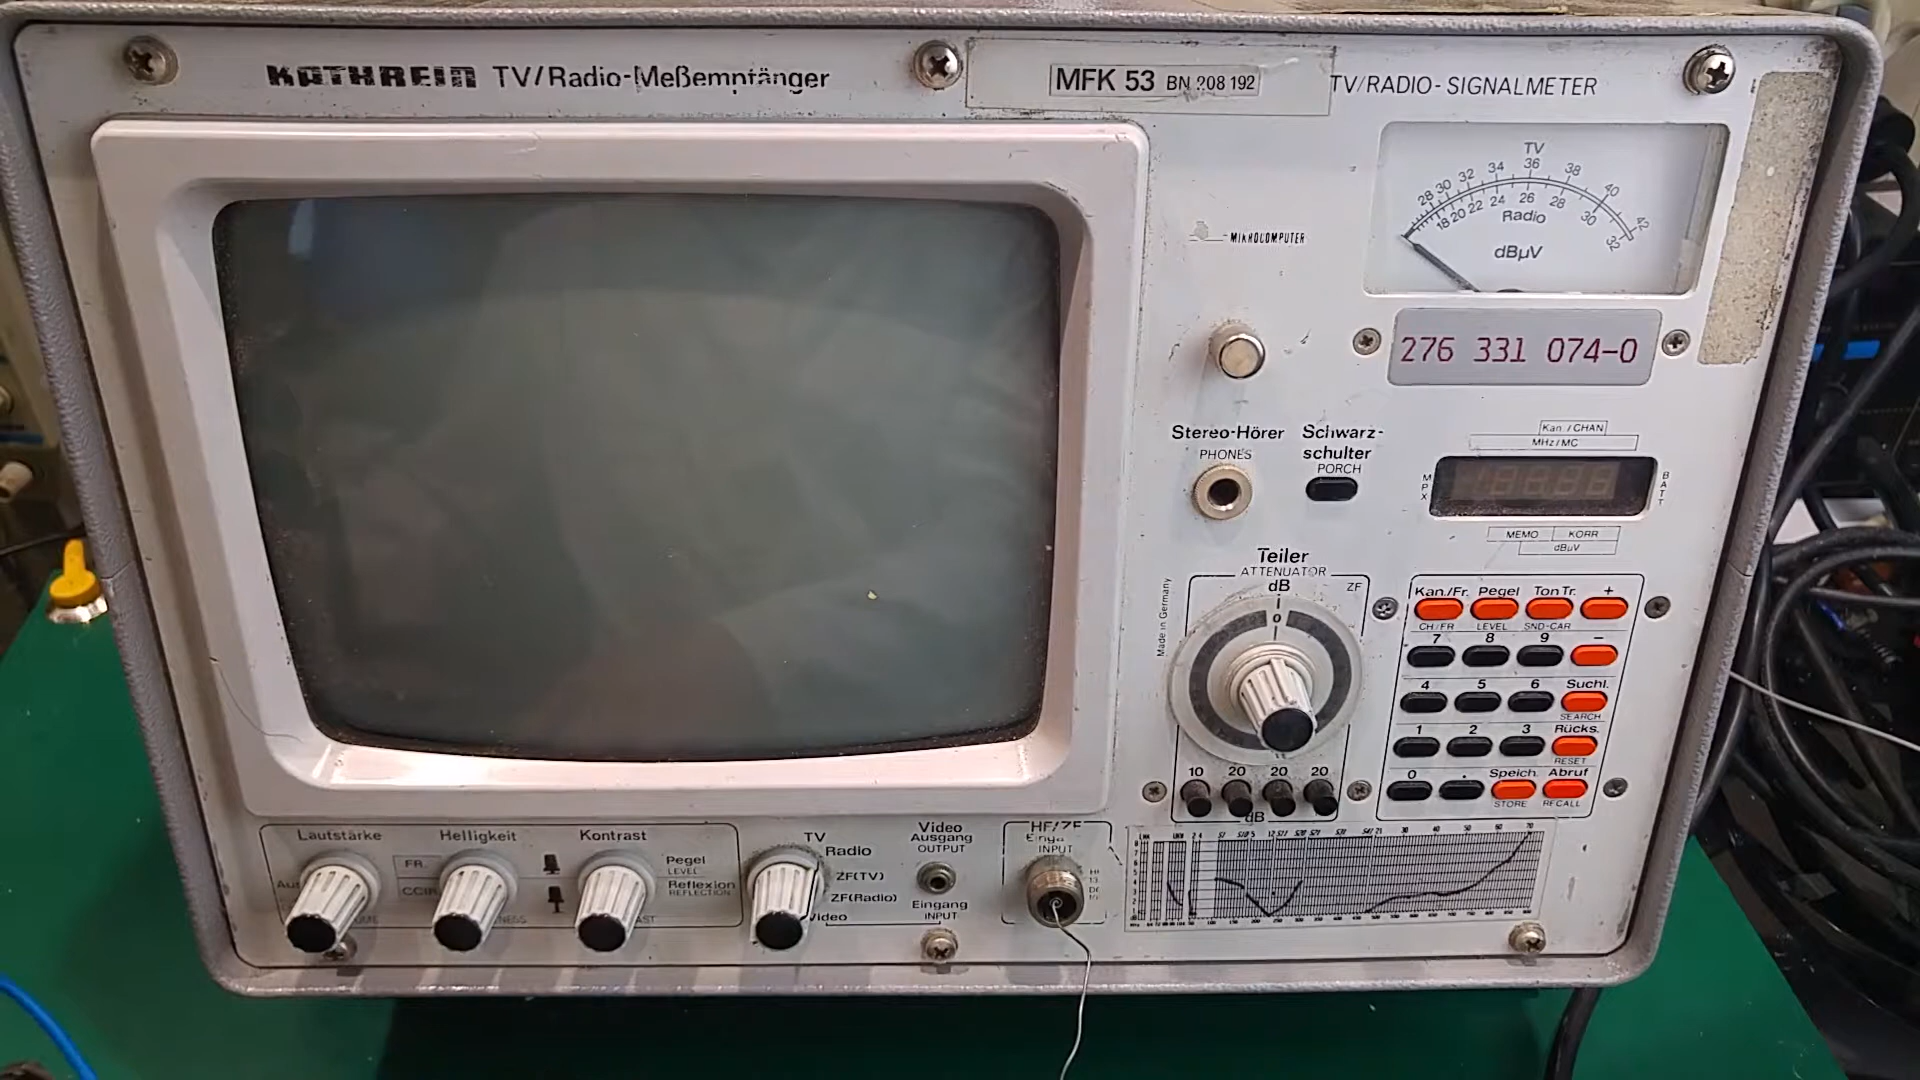 KATHREIN TV/Radio-Meßempfänger
MFK 53 BN 208 192
TV/RADIO-SIGNALMETER
TV
28 30 32 34 36 38 40 42
18 20 22 24 26 28 30 32
Radio
dBµV
MIKROCOMPUTER
276 331 074-0
Stereo-Hörer
PHONES
Schwarz-
schulter
PORCH
Kan./CHAN
MHz/MC
MPX
BATT
MEMO KORR
dBµV
Teiler
ATTENUATOR
dB
ZF
0
Made in Germany
10 20 20 20
dB
Kan./Fr. Pegel Ton Tr. +
CH/FR LEVEL SND-CAR
7 8 9 -
4 5 6 Suchl.
SEARCH
1 2 3 Rücks.
RESET
0 . Speich. Abruf
STORE RECALL
Lautstärke Helligkeit Kontrast
FR.
CCIR
Pegel
LEVEL
Reflexion
REFLECTION
TV
Radio
ZF(TV)
ZF(Radio)
Video
Video
Ausgang
OUTPUT
Eingang
INPUT
HF/ZF
INPUT